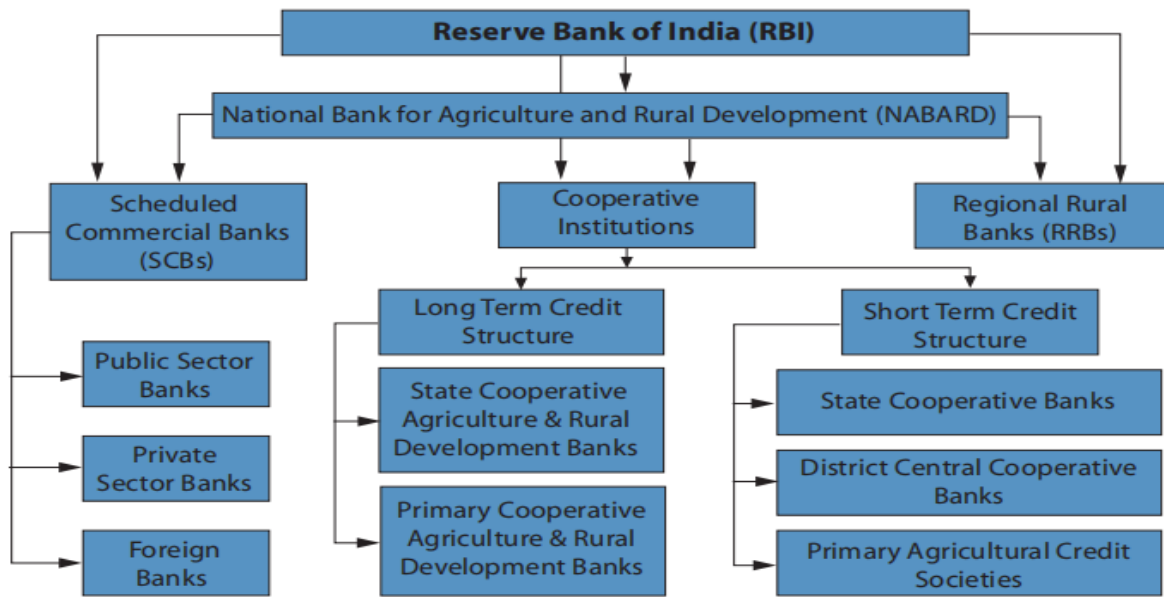 Reserve Bank of India (RBI)
National Bank for Agriculture and Rural Development (NABARD)
Scheduled
Commercial Banks
(SCBs)
Cooperative
Institutions
Regional Rural
Banks (RRBs)
Public Sector
Banks
Private
Sector Banks
Foreign
Banks
Long Term Credit
Structure
State Cooperative
Agriculture & Rural
Development Banks
Primary Cooperative
Agriculture & Rural
Development Banks
Short Term Credit
Structure
State Cooperative Banks
District Central Cooperative
Banks
Primary Agricultural Credit
Societies